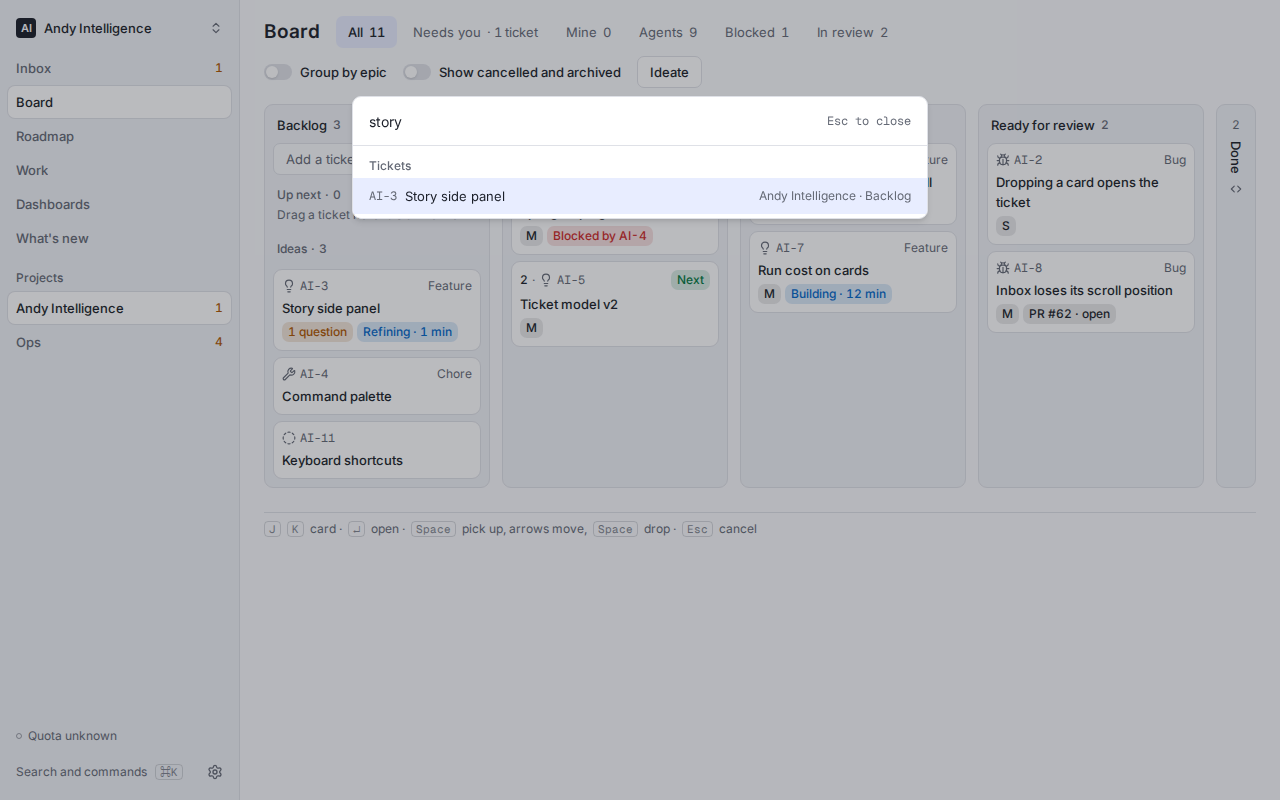 AI Andy Intelligence
Inbox 1
Board
Roadmap
Work
Dashboards
What's new
Projects
Andy Intelligence 1
Ops 4
Quota unknown
Search and commands ⌘K
Board All 11 Needs you · 1 ticket Mine 0 Agents 9 Blocked 1 In review 2
Group by epic Show cancelled and archived Ideate
story Esc to close
Tickets
AI-3 Story side panel Andy Intelligence · Backlog
Backlog 3
Up next · 0
Ideas · 3
AI-3 Feature
Story side panel
1 question Refining · 1 min
AI-4 Chore
Command palette
AI-11
Keyboard shortcuts
M Blocked by AI-4
2 · AI-5 Next
Ticket model v2
M
AI-7 Feature
Run cost on cards
M Building · 12 min
Ready for review 2
AI-2 Bug
Dropping a card opens the
ticket
S
AI-8 Bug
Inbox loses its scroll position
M PR #62 · open
2
Done
J K card · ↵ open · Space pick up, arrows move, Space drop · Esc cancel